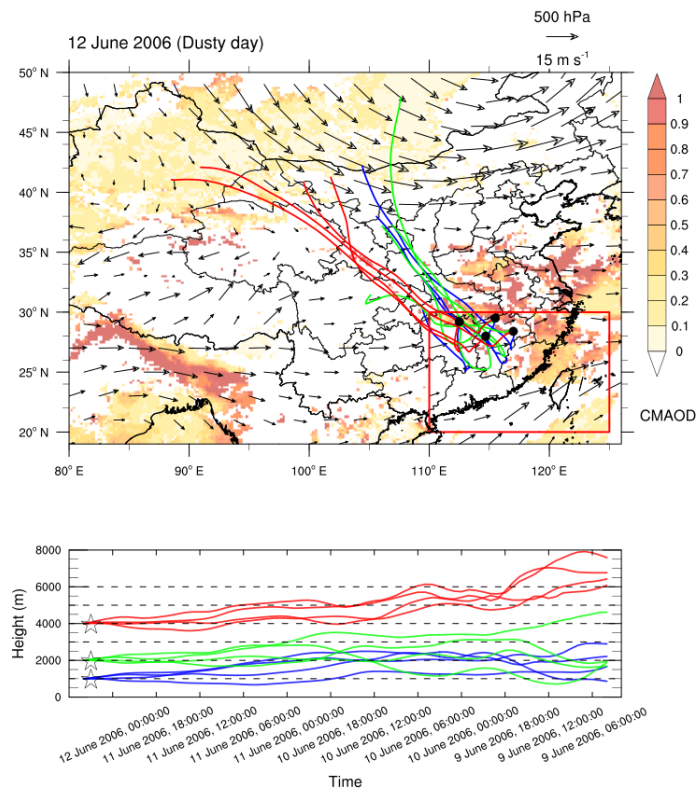 500 hPa
12 June 2006 (Dusty day)
15 m s⁻¹
50° N
45° N
40° N
35° N
30° N
25° N
20° N
80° E
90° E
100° E
110° E
120° E
1
0.9
0.8
0.7
0.6
0.5
0.4
0.3
0.2
0.1
0
CMAOD
8000
6000
4000
2000
0
Height (m)
12 June 2006, 00:00:00
11 June 2006, 18:00:00
11 June 2006, 12:00:00
11 June 2006, 06:00:00
11 June 2006, 00:00:00
10 June 2006, 18:00:00
10 June 2006, 12:00:00
10 June 2006, 06:00:00
10 June 2006, 00:00:00
9 June 2006, 18:00:00
9 June 2006, 12:00:00
9 June 2006, 06:00:00
Time